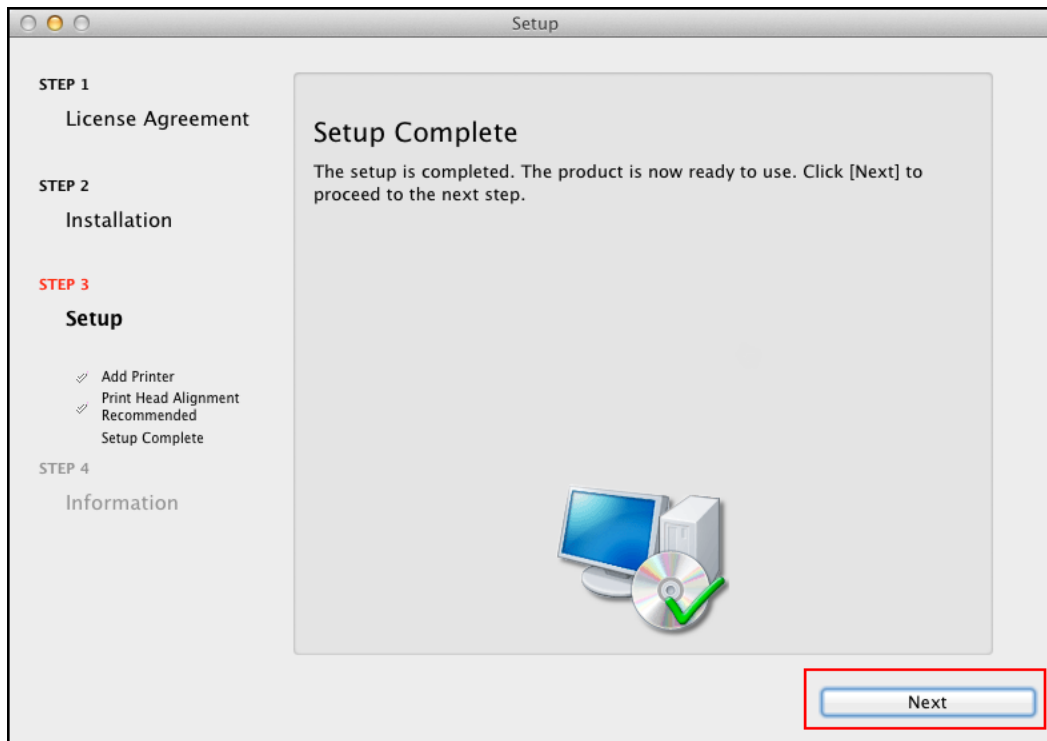 Setup
STEP 1
License Agreement
STEP 2
Installation
STEP 3
Setup
Add Printer
Print Head Alignment
Recommended
Setup Complete
STEP 4
Information
Setup Complete
The setup is completed. The product is now ready to use. Click [Next] to
proceed to the next step.
Next